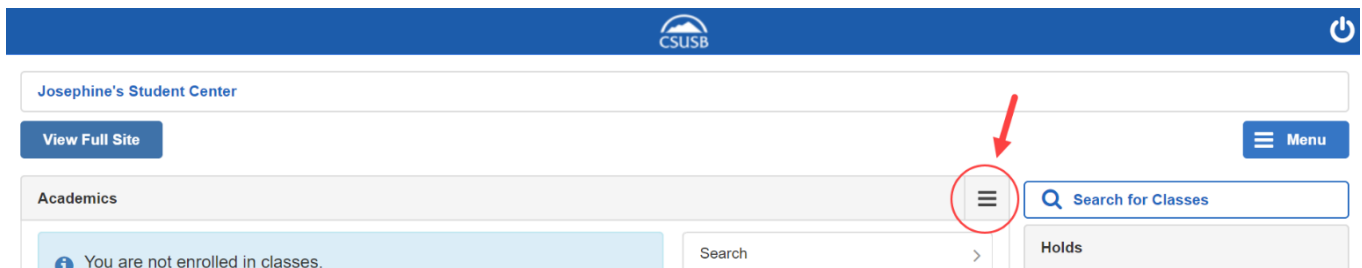 CSUSB
Josephine's Student Center
View Full Site
Menu
Academics
Search for Classes
You are not enrolled in classes.
Search
Holds